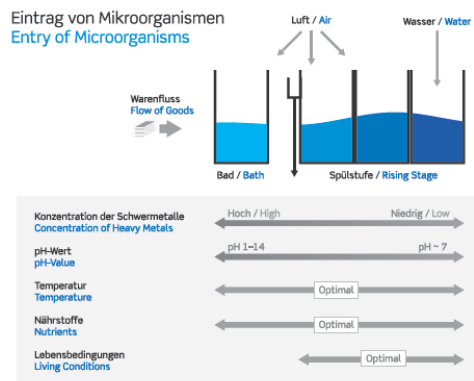 Eintrag von Mikroorganismen
Entry of Microorganisms
Luft / Air
Wasser / Water
Warenfluss
Flow of Goods
Bad / Bath
Spülstufe / Rising Stage
Konzentration der Schwermetalle
Concentration of Heavy Metals
Hoch / High
Niedrig / Low
pH-Wert
pH-Value
pH 1–14
pH ~ 7
Temperatur
Temperature
Optimal
Nährstoffe
Nutrients
Optimal
Lebensbedingungen
Living Conditions
Optimal